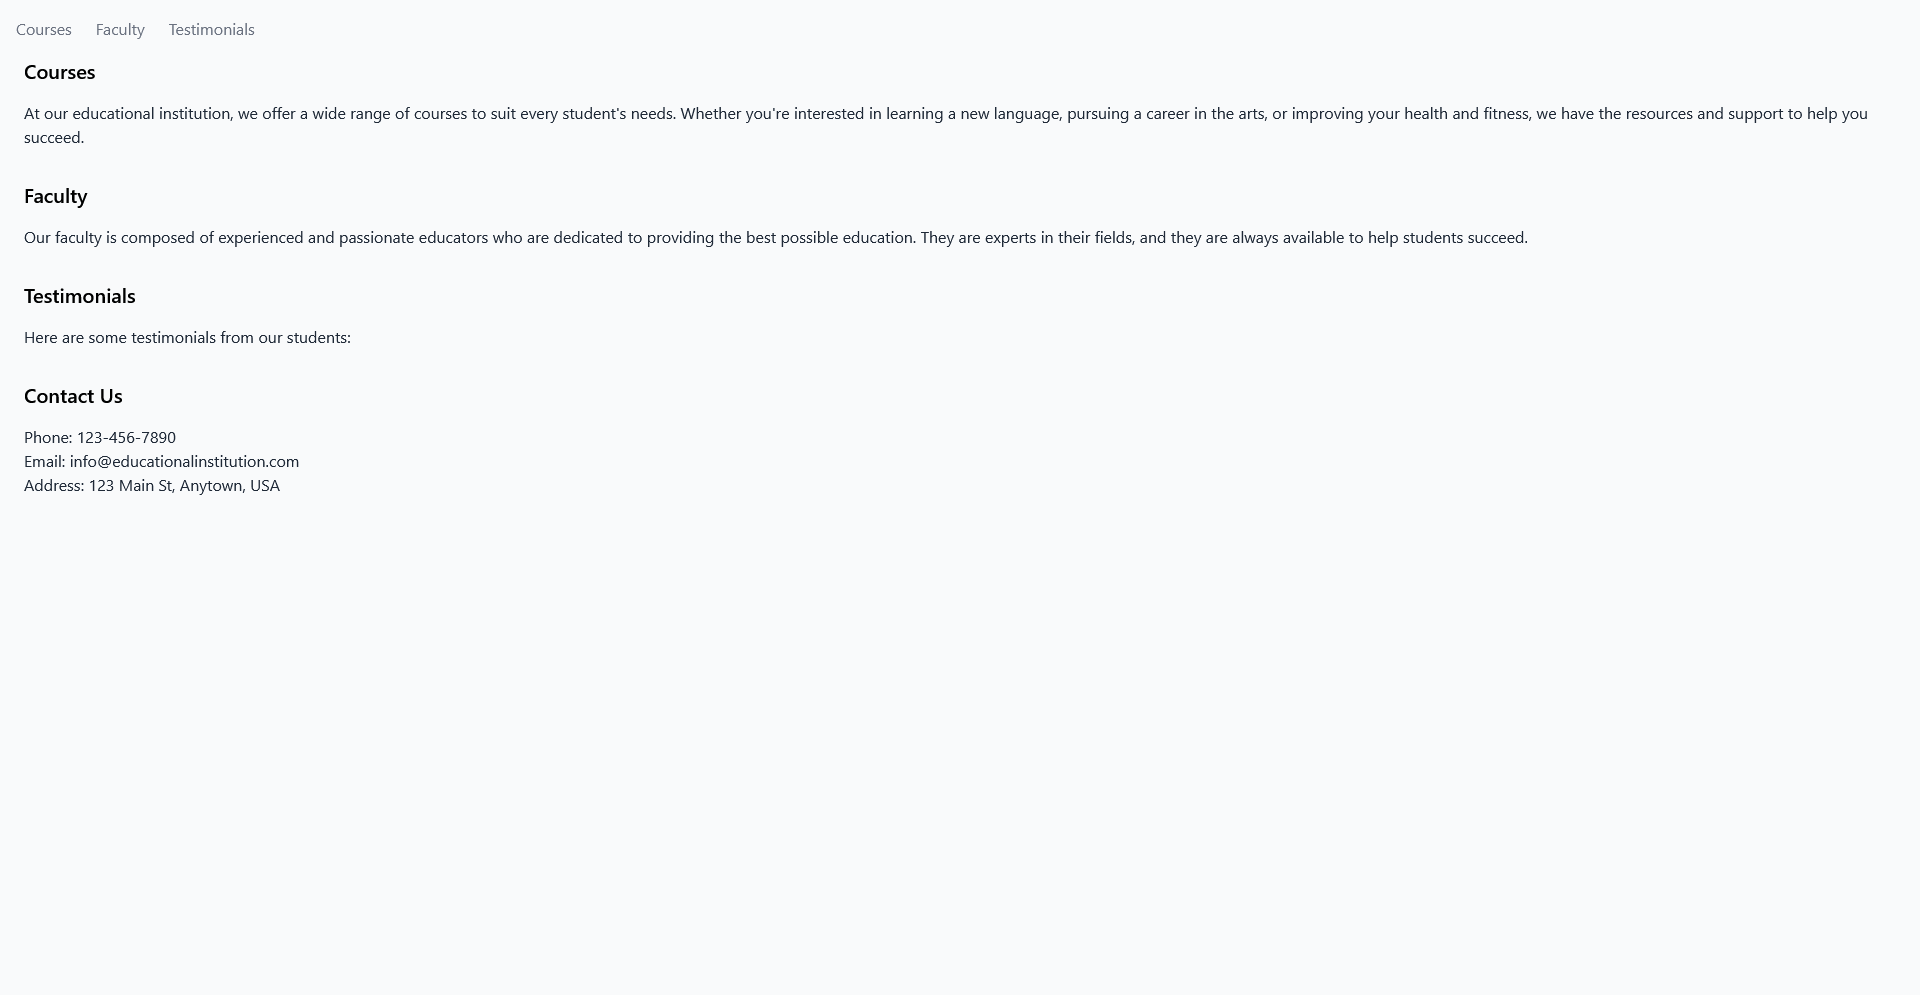 Courses Faculty Testimonials
Courses
At our educational institution, we offer a wide range of courses to suit every student's needs. Whether you're interested in learning a new language, pursuing a career in the arts, or improving your health and fitness, we have the resources and support to help you
succeed.
Faculty
Our faculty is composed of experienced and passionate educators who are dedicated to providing the best possible education. They are experts in their fields, and they are always available to help students succeed.
Testimonials
Here are some testimonials from our students:
Contact Us
Phone: 123-456-7890
Email: info@educationalinstitution.com
Address: 123 Main St, Anytown, USA